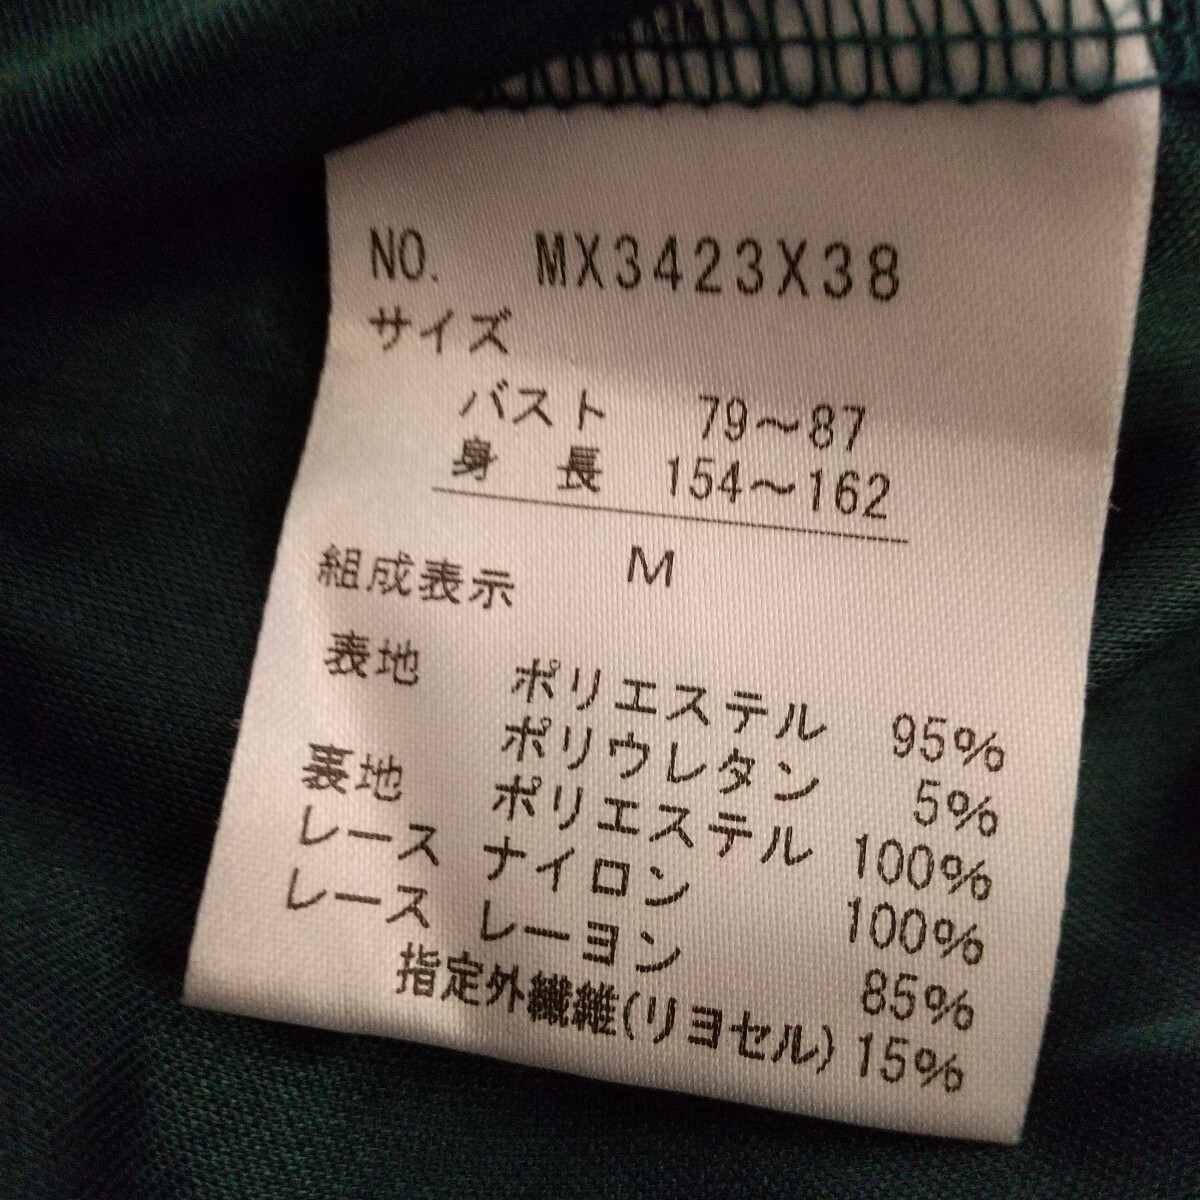 NO. MX3423X38
サイズ
バスト 79～87
身長 154～162
M
組成表示
表地 ポリエステル 95%
ポリウレタン 5%
裏地 ポリエステル 100%
レース ナイロン 100%
レース レーヨン 85%
指定外繊維(リヨセル) 15%